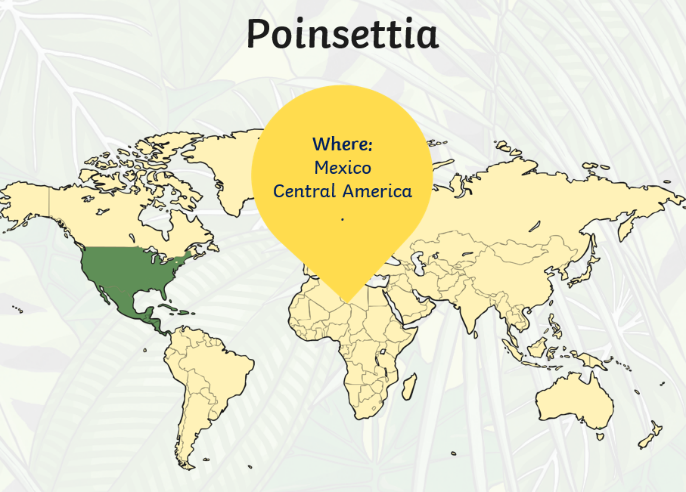 Poinsettia
Where:
Mexico
Central America
.